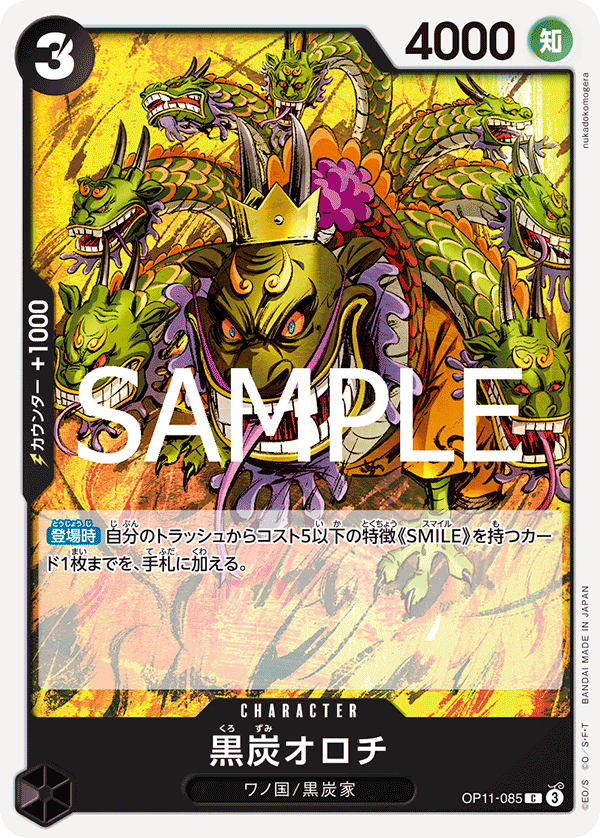 3
4000 知
nukadokomogera
カウンター +1000
SAMPLE
登場時 自分のトラッシュからコスト5以下の特徴《SMILE》を持つカー
ド1枚までを、手札に加える。
CHARACTER
黒炭オロチ
ワノ国/黒炭家
OP11-085 C 3
©E.O/S ©O/S・F・T BANDAI MADE IN JAPAN